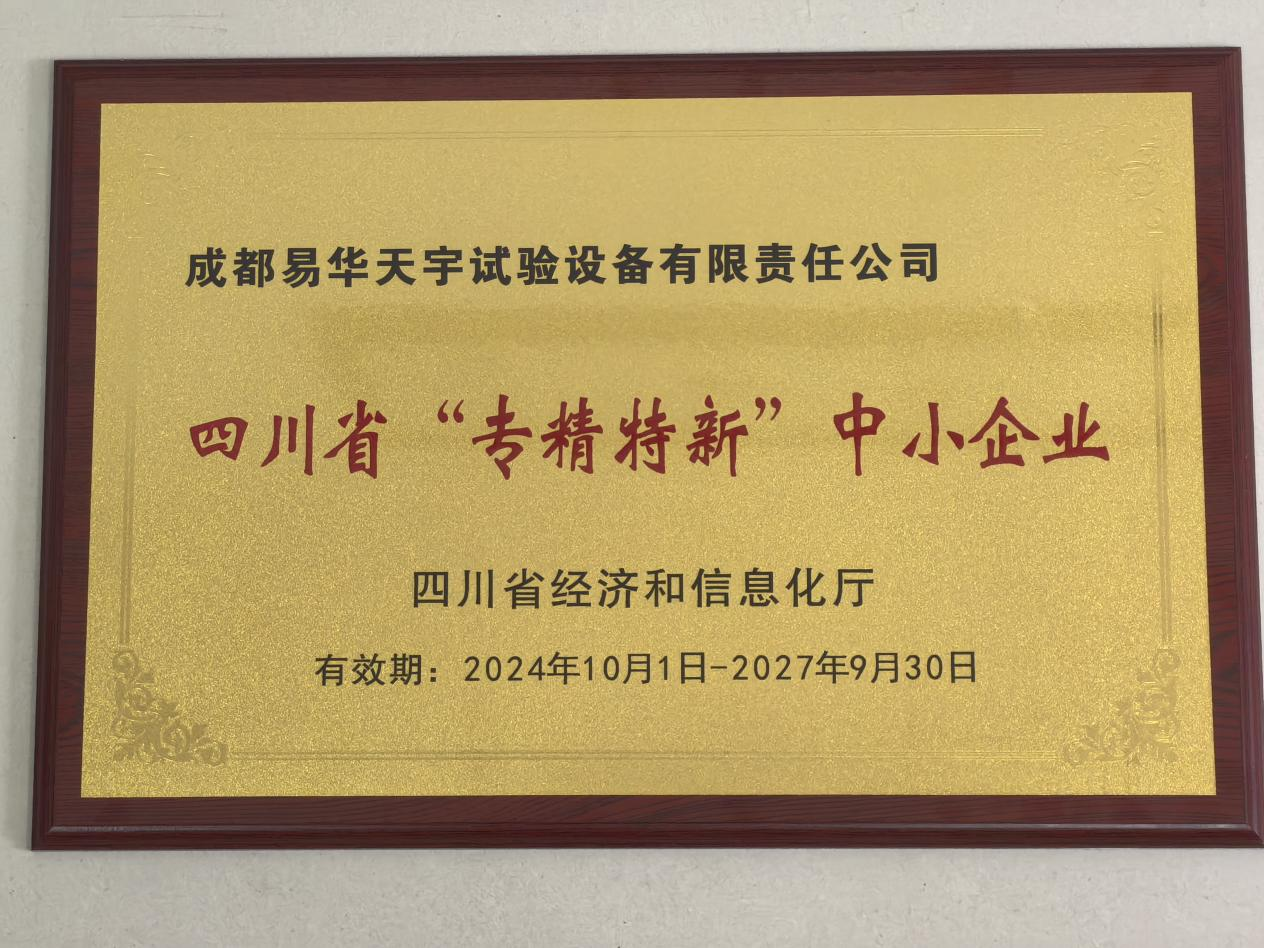 成都易华天宇试验设备有限责任公司
四川省“专精特新”中小企业
四川省经济和信息化厅
有效期：2024年10月1日-2027年9月30日